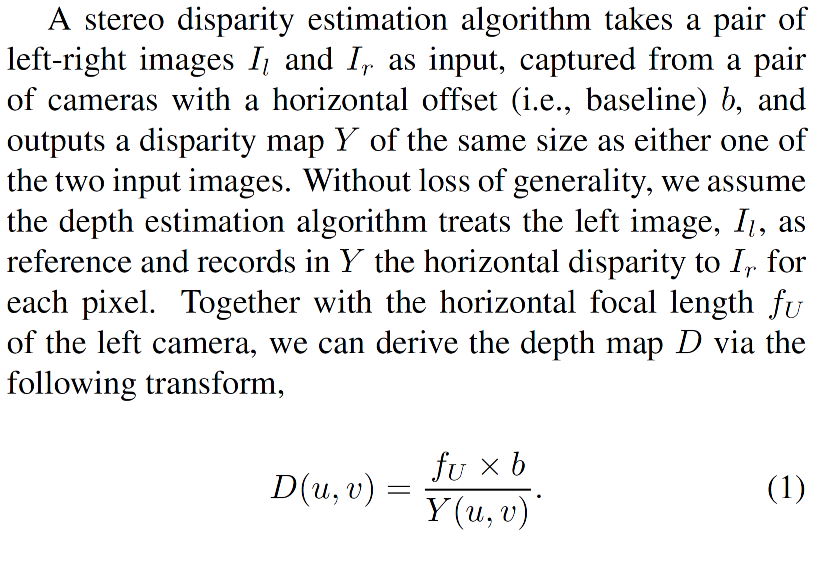 A stereo disparity estimation algorithm takes a pair of
left-right images I_l and I_r as input, captured from a pair
of cameras with a horizontal offset (i.e., baseline) b, and
outputs a disparity map Y of the same size as either one of
the two input images. Without loss of generality, we assume
the depth estimation algorithm treats the left image, I_l, as
reference and records in Y the horizontal disparity to I_r for
each pixel. Together with the horizontal focal length f_U
of the left camera, we can derive the depth map D via the
following transform,
D(u, v) = \frac{f_U × b}{Y(u, v)}. (1)